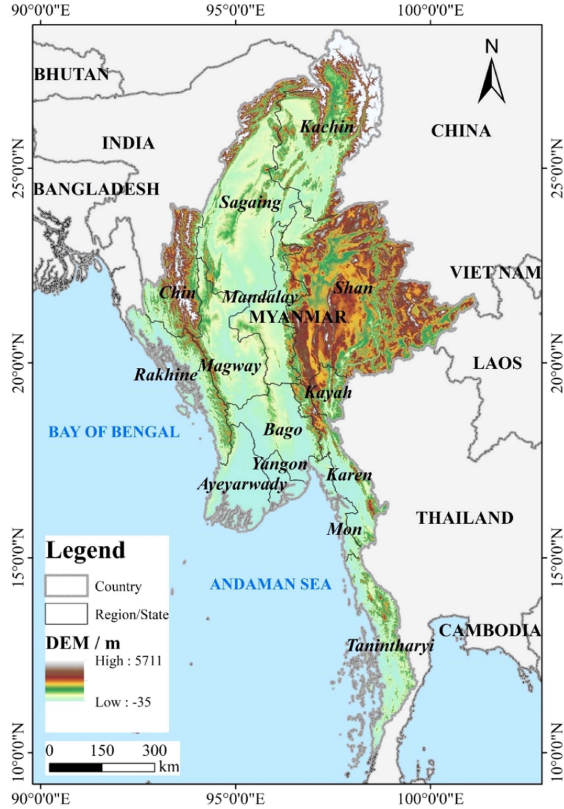 90°0'0"E 95°0'0"E 100°0'0"E
N
BHUTAN
Kachin
CHINA
INDIA
25°0'0"N 25°0'0"N
BANGLADESH
Sagaing
VIET NAM
Chin Mandalay Shan
MYANMAR
LAOS
20°0'0"N 20°0'0"N
Rakhine Magway
Kayah
BAY OF BENGAL Bago
Yangon
Ayeyarwady Karen
THAILAND
Mon
Legend
15°0'0"N 15°0'0"N
Country
ANDAMAN SEA
Region/State
DEM / m
CAMBODIA
High : 5711
Tanintharyi
Low : -35
0 150 300
km
10°0'0"N 10°0'0"N
90°0'0"E 95°0'0"E 100°0'0"E